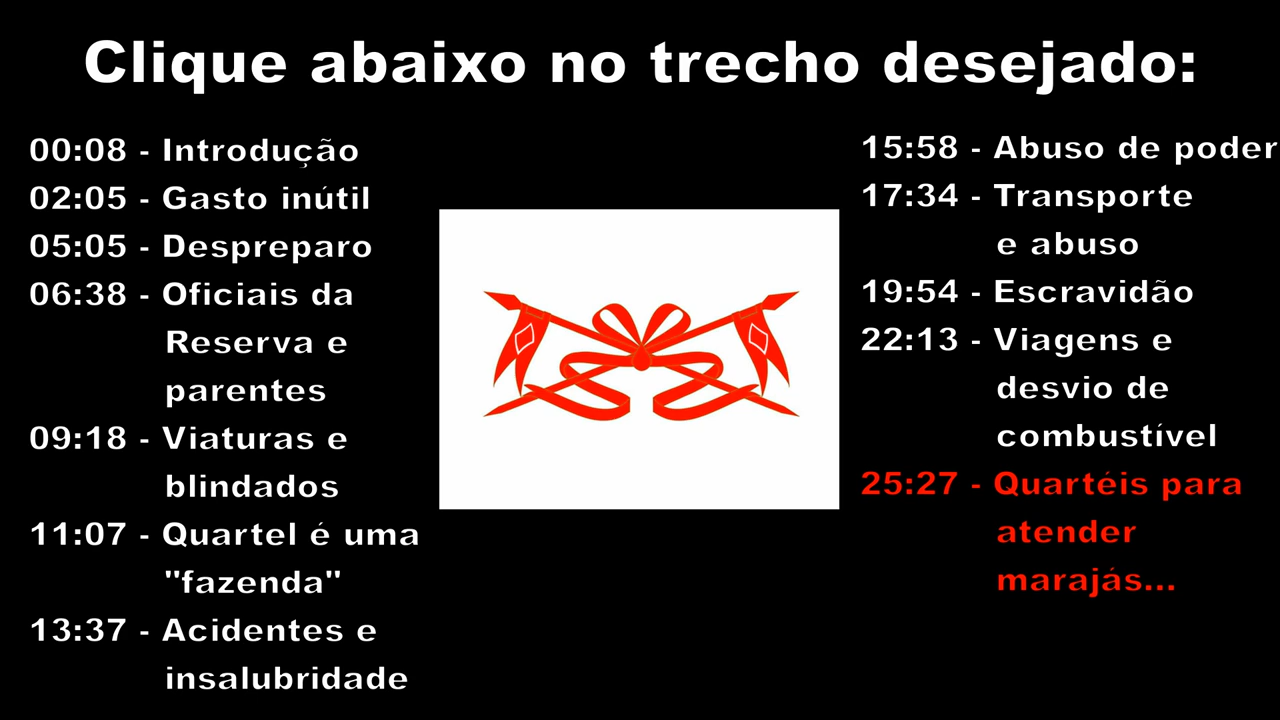 Clique abaixo no trecho desejado:
00:08 - Introdução
02:05 - Gasto inútil
05:05 - Despreparo
06:38 - Oficiais da
Reserva e
parentes
09:18 - Viaturas e
blindados
11:07 - Quartel é uma
"fazenda"
13:37 - Acidentes e
insalubridade
15:58 - Abuso de poder
17:34 - Transporte
e abuso
19:54 - Escravidão
22:13 - Viagens e
desvio de
combustível
25:27 - Quartéis para
atender
marajás...